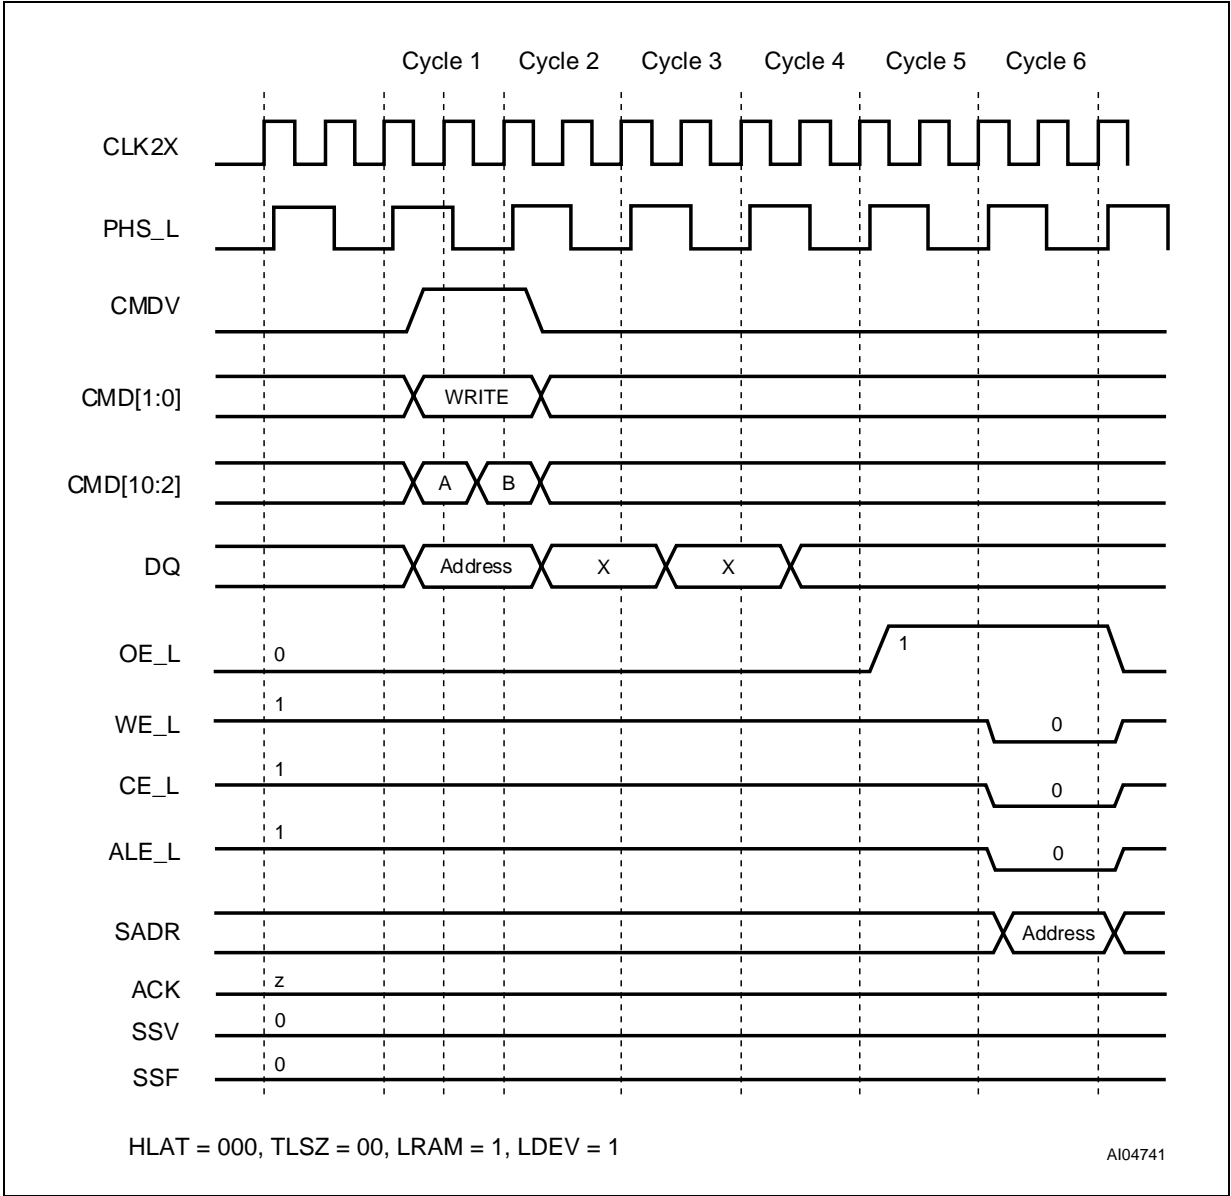 Cycle 1 Cycle 2 Cycle 3 Cycle 4 Cycle 5 Cycle 6
CLK2X
PHS_L
CMDV
CMD[1:0] WRITE
CMD[10:2] A B
DQ Address X X
OE_L 0 1
WE_L 1 0
CE_L 1 0
ALE_L 1 0
SADR Address
ACK z
SSV 0
SSF 0
HLAT = 000, TLSZ = 00, LRAM = 1, LDEV = 1
AI04741